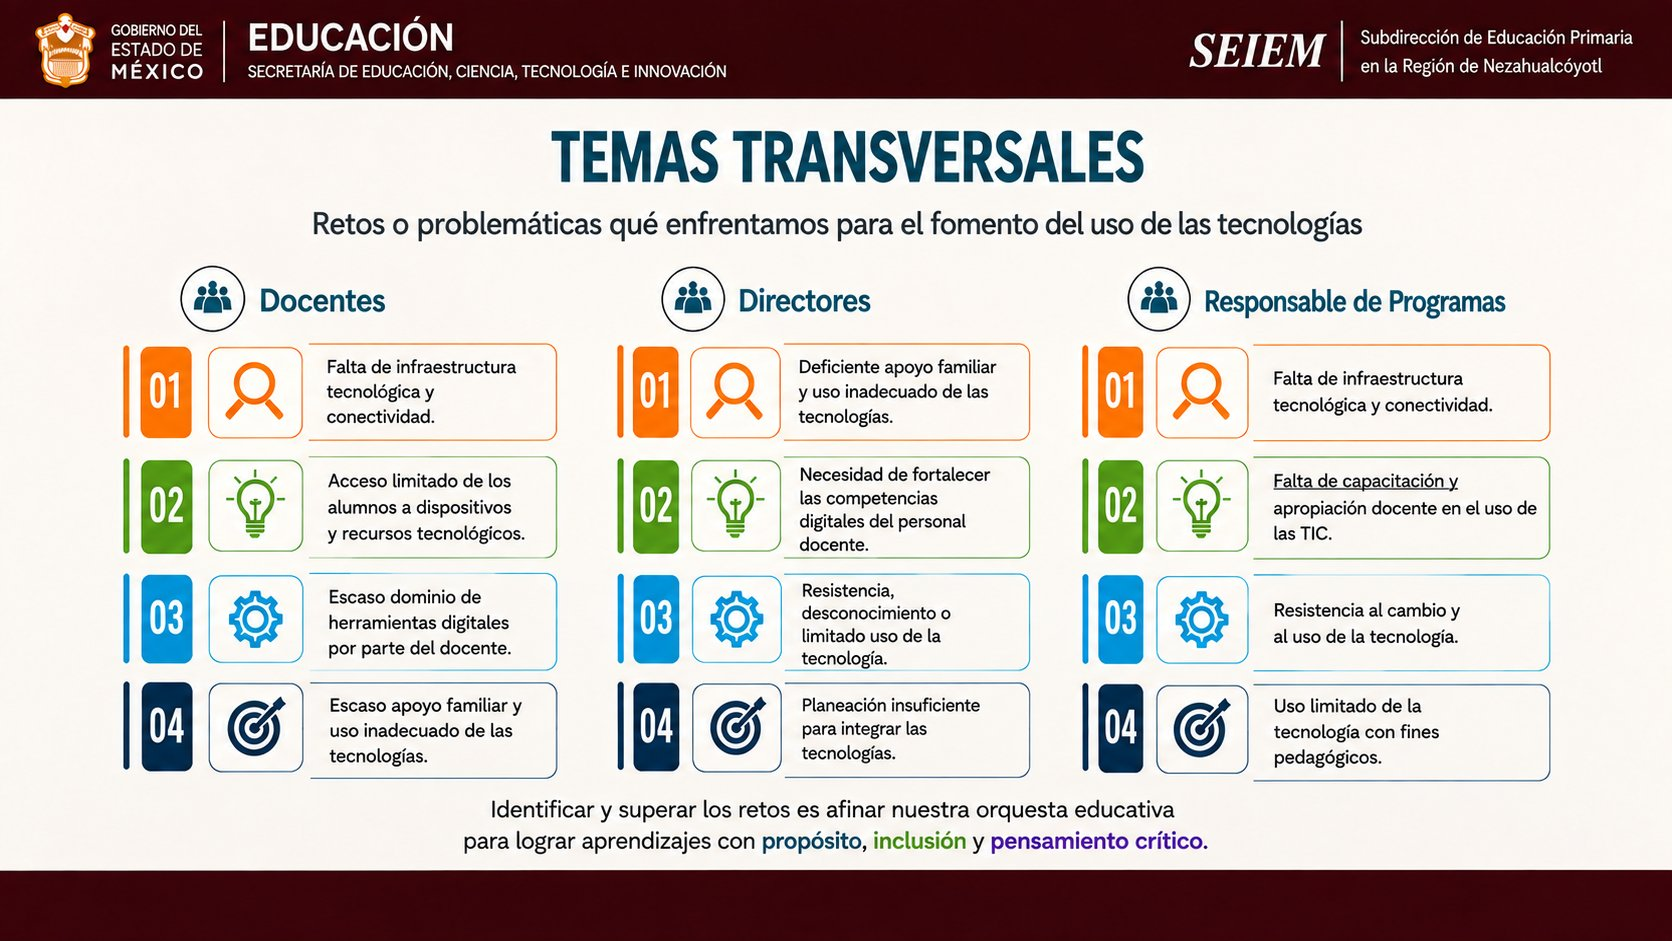 GOBIERNO DEL
ESTADO DE
MÉXICO
EDUCACIÓN
SECRETARÍA DE EDUCACIÓN, CIENCIA, TECNOLOGÍA E INNOVACIÓN
SEIEM
Subdirección de Educación Primaria
en la Región de Nezahualcóyotl
TEMAS TRANSVERSALES
Retos o problemáticas qué enfrentamos para el fomento del uso de las tecnologías
Docentes
01
Falta de infraestructura
tecnológica y
conectividad.
02
Acceso limitado de los
alumnos a dispositivos
y recursos tecnológicos.
03
Escaso dominio de
herramientas digitales
por parte del docente.
04
Escaso apoyo familiar y
uso inadecuado de las
tecnologías.
Directores
01
Deficiente apoyo familiar
y uso inadecuado de las
tecnologías.
02
Necesidad de fortalecer
las competencias
digitales del personal
docente.
03
Resistencia,
desconocimiento o
limitado uso de la
tecnología.
04
Planeación insuficiente
para integrar las
tecnologías.
Responsable de Programas
01
Falta de infraestructura
tecnológica y conectividad.
02
Falta de capacitación y
apropiación docente en el uso de
las TIC.
03
Resistencia al cambio y
al uso de la tecnología.
04
Uso limitado de la
tecnología con fines
pedagógicos.
Identificar y superar los retos es afinar nuestra orquesta educativa
para lograr aprendizajes con propósito, inclusión y pensamiento crítico.